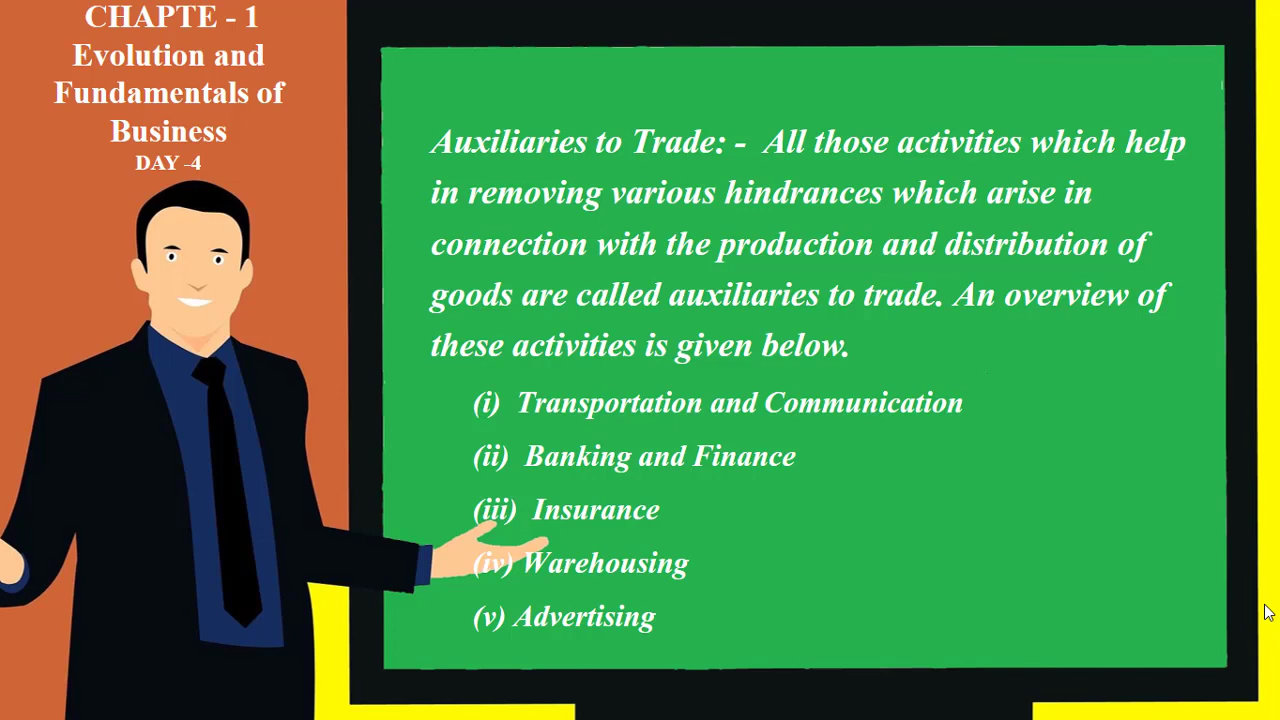 CHAPTE - 1
Evolution and
Fundamentals of
Business
DAY -4
Auxiliaries to Trade: - All those activities which help
in removing various hindrances which arise in
connection with the production and distribution of
goods are called auxiliaries to trade. An overview of
these activities is given below.
(i) Transportation and Communication
(ii) Banking and Finance
(iii) Insurance
(iv) Warehousing
(v) Advertising